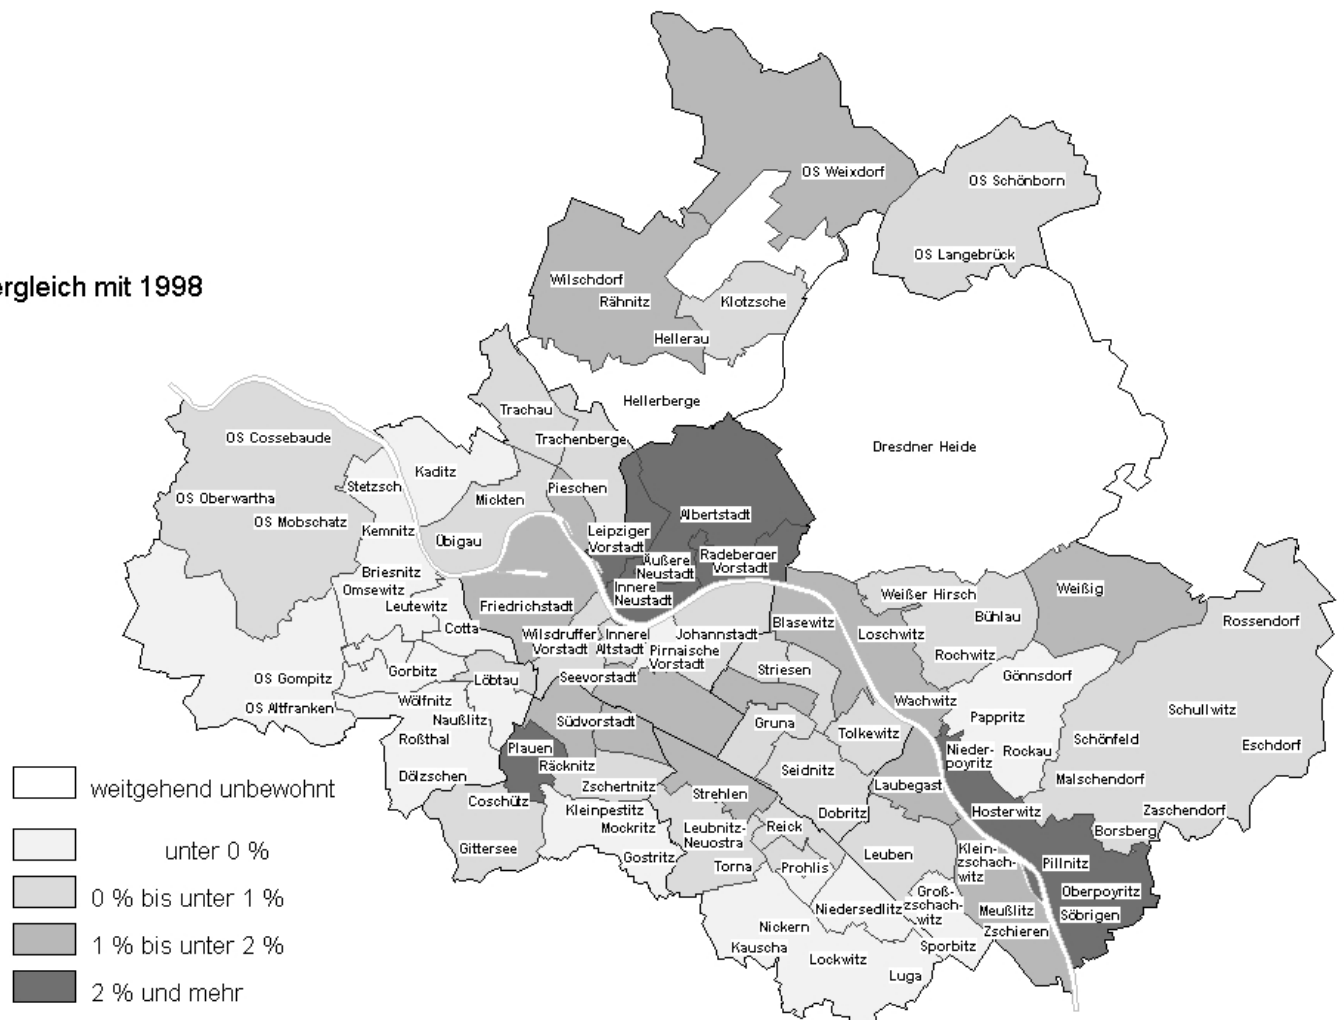 OS Weixdorf
OS Schönborn
OS Langebrück
ergleich mit 1998
Wilschdorf
Rähnitz
Klotzsche
Hellerau
Hellerberge
Trachau
OS Cossebaude
Trachenberge
Dresdner Heide
Kaditz
Stetzsch
Pieschen
OS Oberwartha
Mickten
OS Mobschatz
Albertstadt
Kemnitz
Leipziger
Vorstadt
Übigau
Äußere
Neustadt
Radeberger
Vorstadt
Briesnitz
Omsewitz
Innere
Neustadt
Weißer Hirsch
Weißig
Leutewitz
Friedrichstadt
Bühlau
Blasewitz
Rossendorf
Cotta
Wilsdruffer
Vorstadt
Innere
Altstadt
Johannstadt
Loschwitz
Pirnaische
Vorstadt
Rochwitz
Gorbitz
Striesen
Gönnsdorf
OS Gompitz
Löbtau
Seevorstadt
Wölfnitz
Wachwitz
OS Altfranken
Naußlitz
Südvorstadt
Gruna
Pappritz
Schullwitz
Roßthal
Plauen
Tolkewitz
Schönfeld
Nieder-
poyritz
Rockau
Eschdorf
Räcknitz
Seidnitz
Dölzschen
Zschertnitz
Laubegast
Malschendorf
weitgehend unbewohnt
Coschütz
Strehlen
Kleinpestitz
Dobritz
Hosterwitz
Zaschendorf
Mockritz
Leubnitz-
Neuostra
Reick
Borsberg
Gittersee
Gostritz
Leuben
Klein-
zschach-
witz
unter 0 %
Torna
Prohlis
Pillnitz
Oberpoyritz
0 % bis unter 1 %
Niedersedlitz
Groß-
zschach-
witz
Meußlitz
Söbrigen
Nickern
Zschieren
1 % bis unter 2 %
Kauscha
Sporbitz
Lockwitz
Luga
2 % und mehr